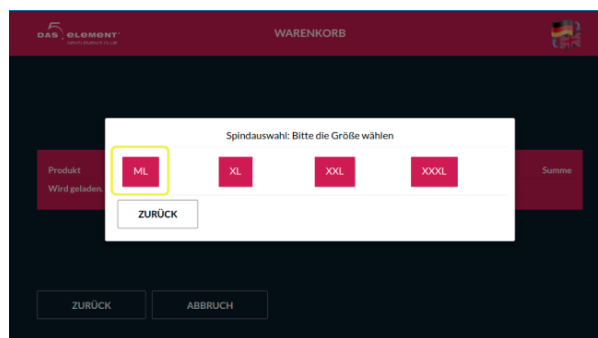 DAS 5 ELEMENT
WARENKORB
Spindauswahl: Bitte die Größe wählen
Produkt
ML
XL
XXL
XXXL
Summe
Wird geladen.
ZURÜCK
ZURÜCK
ABBRUCH